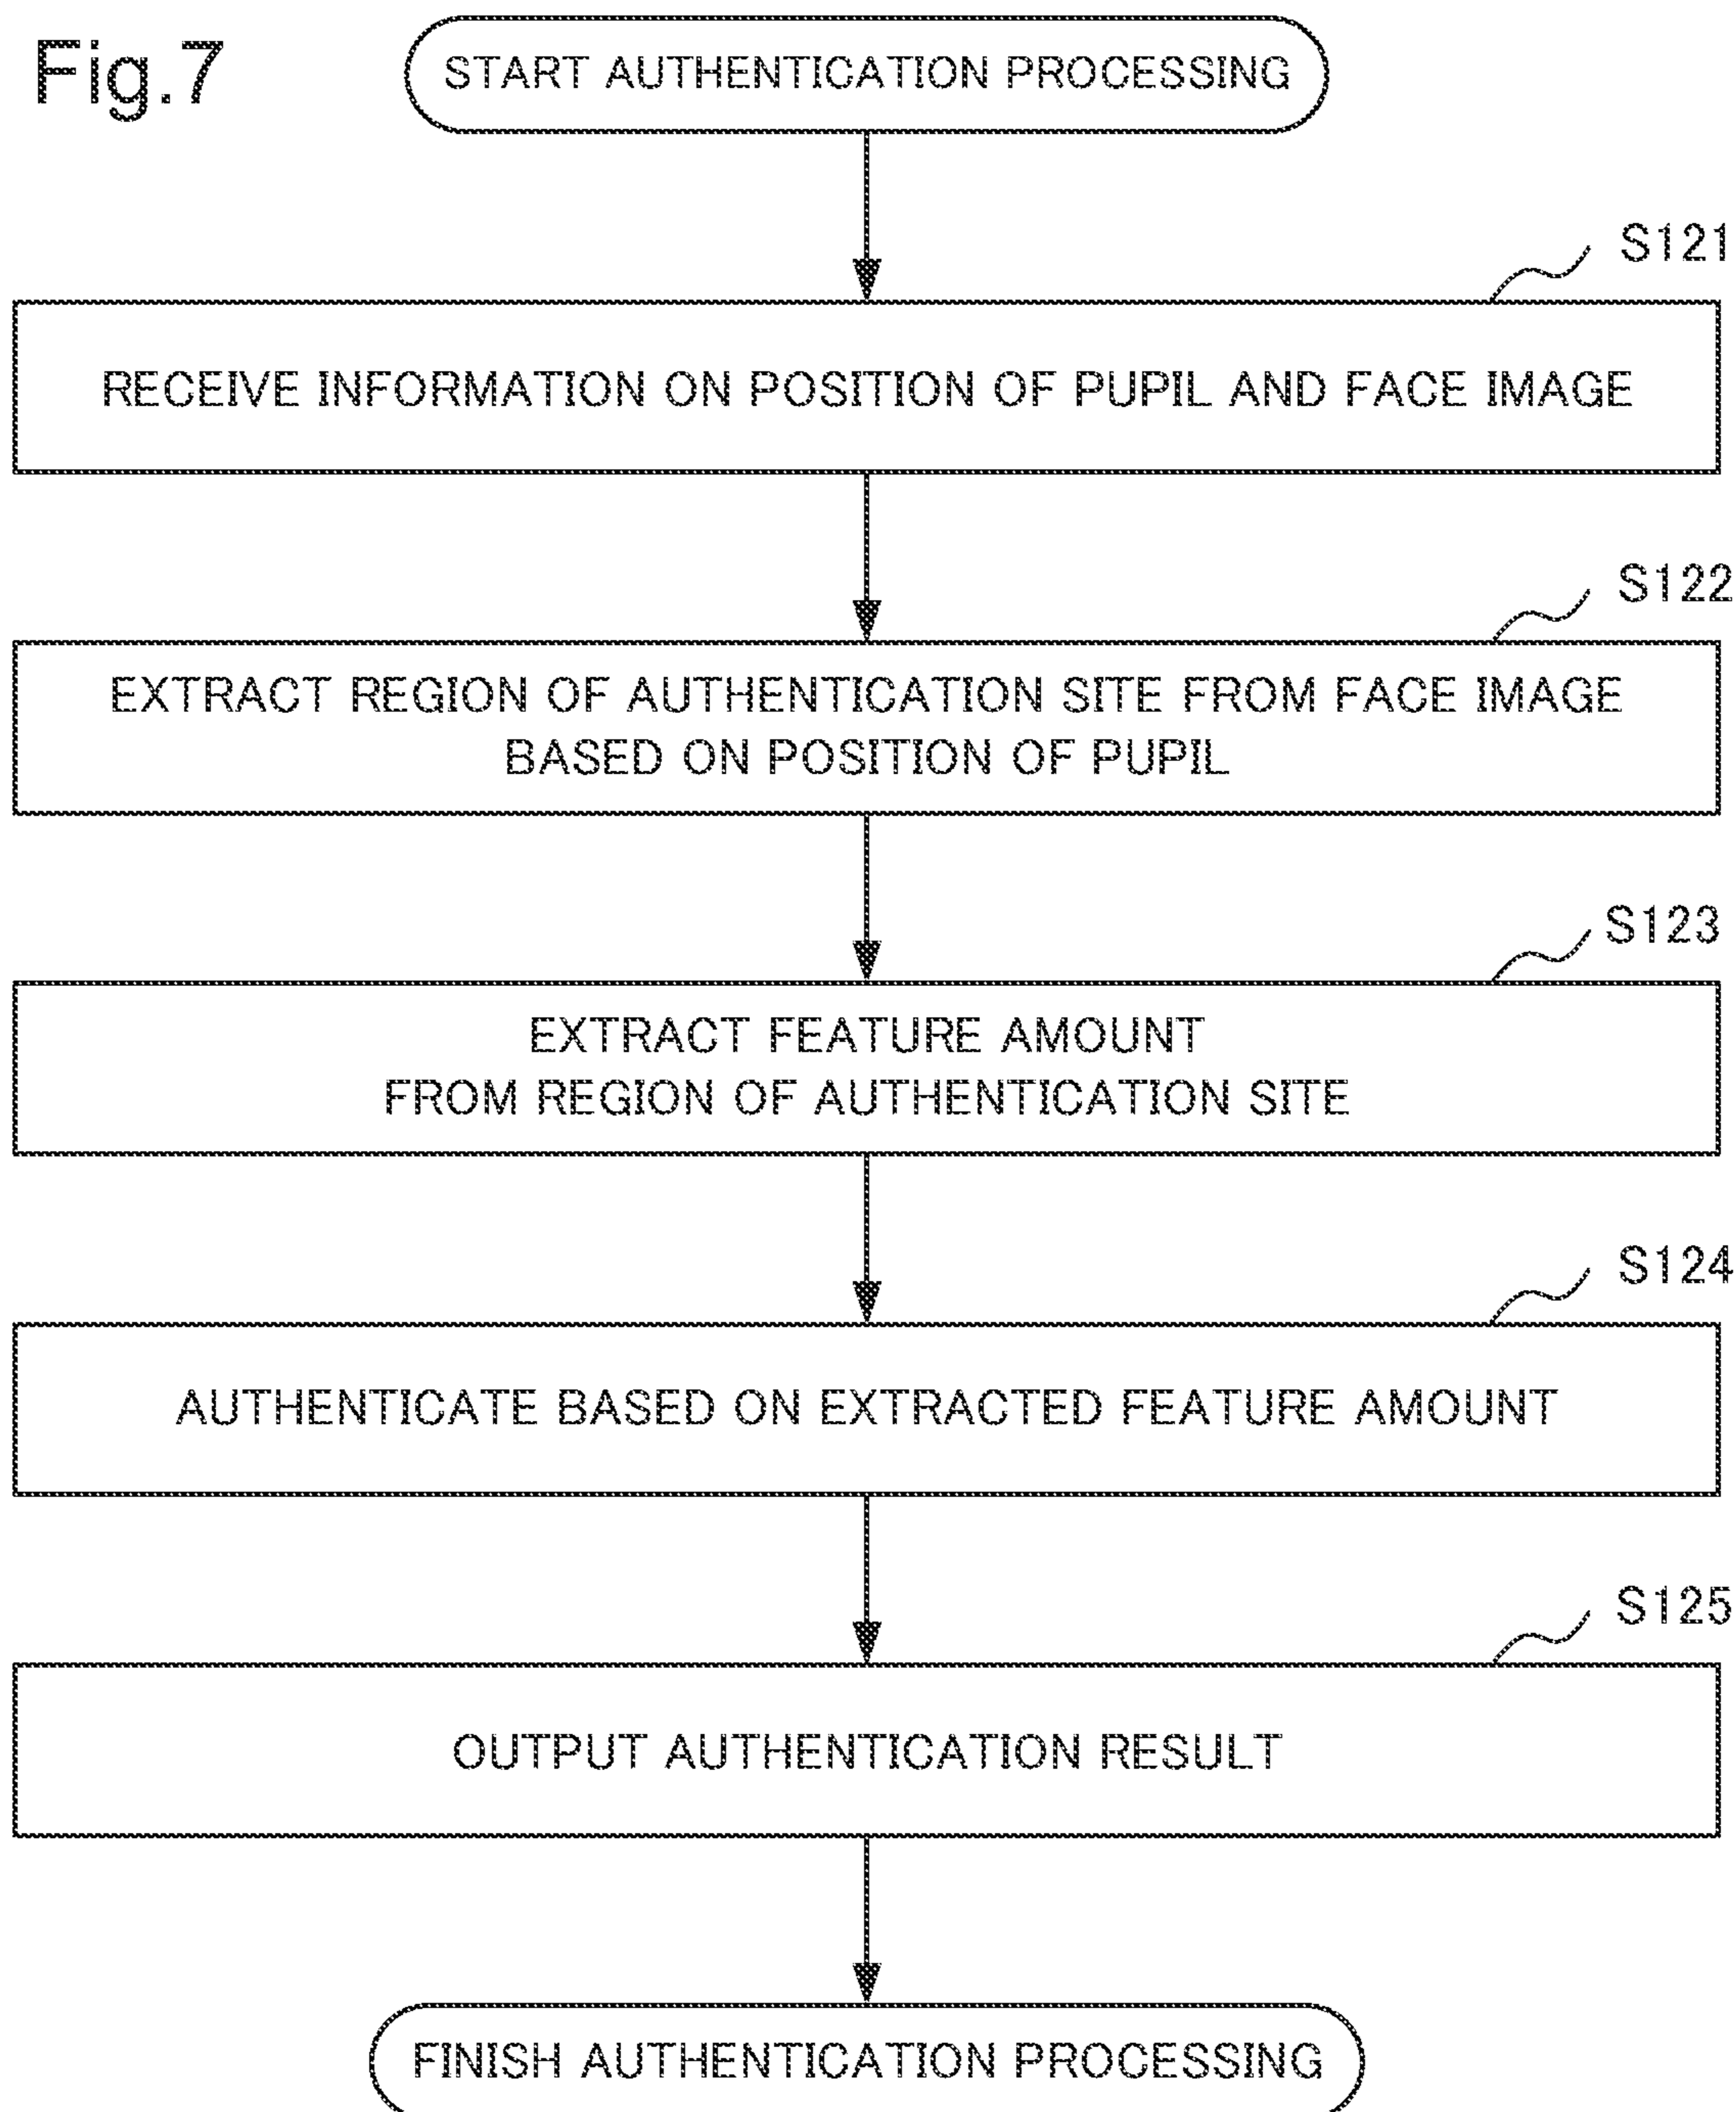 Fig.7
START AUTHENTICATION PROCESSING
S121
RECEIVE INFORMATION ON POSITION OF PUPIL AND FACE IMAGE
S122
EXTRACT REGION OF AUTHENTICATION SITE FROM FACE IMAGE
BASED ON POSITION OF PUPIL
S123
EXTRACT FEATURE AMOUNT
FROM REGION OF AUTHENTICATION SITE
S124
AUTHENTICATE BASED ON EXTRACTED FEATURE AMOUNT
S125
OUTPUT AUTHENTICATION RESULT
FINISH AUTHENTICATION PROCESSING